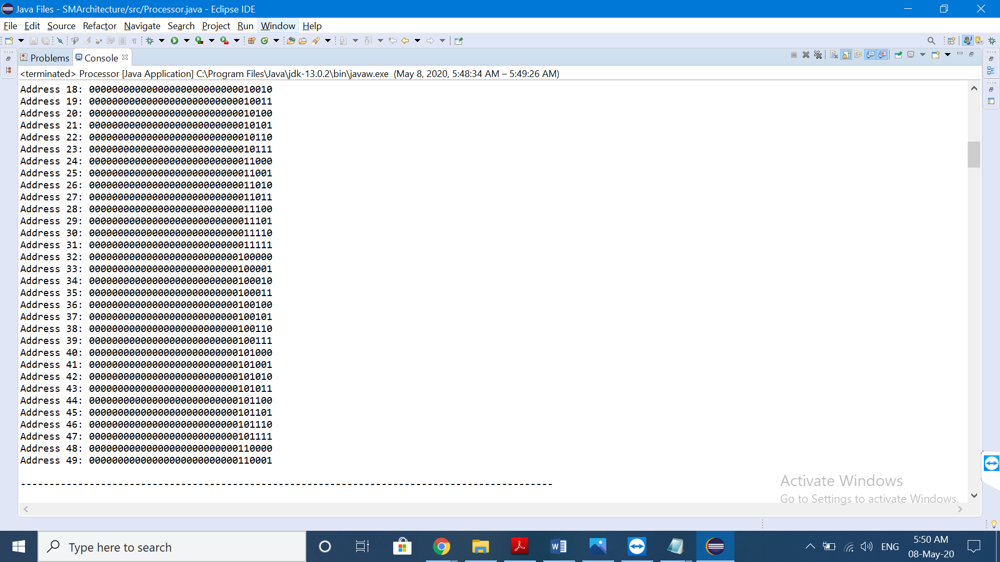 Java Files - SMArchitecture/src/Processor.java - Eclipse IDE
File Edit Source Refactor Navigate Search Project Run Window Help
Problems Console
<terminated> Processor [Java Application] C:\Program Files\Java\jdk-13.0.2\bin\javaw.exe (May 8, 2020, 5:48:34 AM – 5:49:26 AM)
Address 18: 00000000000000000000000000010010
Address 19: 00000000000000000000000000010011
Address 20: 00000000000000000000000000010100
Address 21: 00000000000000000000000000010101
Address 22: 00000000000000000000000000010110
Address 23: 00000000000000000000000000010111
Address 24: 00000000000000000000000000011000
Address 25: 00000000000000000000000000011001
Address 26: 00000000000000000000000000011010
Address 27: 00000000000000000000000000011011
Address 28: 00000000000000000000000000011100
Address 29: 00000000000000000000000000011101
Address 30: 00000000000000000000000000011110
Address 31: 00000000000000000000000000011111
Address 32: 00000000000000000000000000100000
Address 33: 00000000000000000000000000100001
Address 34: 00000000000000000000000000100010
Address 35: 00000000000000000000000000100011
Address 36: 00000000000000000000000000100100
Address 37: 00000000000000000000000000100101
Address 38: 00000000000000000000000000100110
Address 39: 00000000000000000000000000100111
Address 40: 00000000000000000000000000101000
Address 41: 00000000000000000000000000101001
Address 42: 00000000000000000000000000101010
Address 43: 00000000000000000000000000101011
Address 44: 00000000000000000000000000101100
Address 45: 00000000000000000000000000101101
Address 46: 00000000000000000000000000101110
Address 47: 00000000000000000000000000101111
Address 48: 00000000000000000000000000110000
Address 49: 00000000000000000000000000110001
---------------------------------------------------------------------------------------------
Activate Windows
Go to Settings to activate Windows.
Type here to search
ENG
5:50 AM
08-May-20